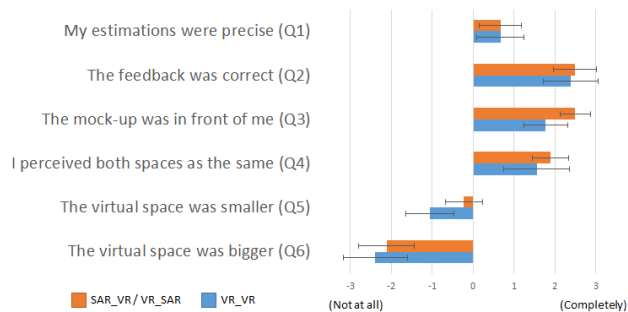 My estimations were precise (Q1)
The feedback was correct (Q2)
The mock-up was in front of me (Q3)
I perceived both spaces as the same (Q4)
The virtual space was smaller (Q5)
The virtual space was bigger (Q6)
-3 -2 -1 0 1 2 3
SAR_VR / VR_SAR VR_VR (Not at all) (Completely)